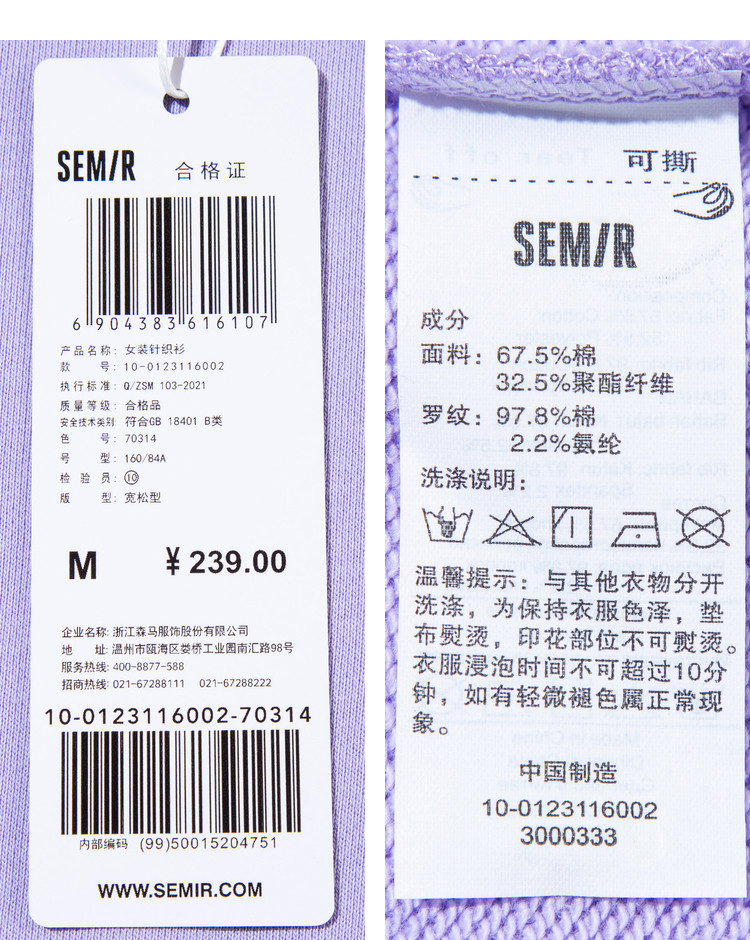 SEMIR 合格证
6 904383 616107
产品名称: 女装针织衫
款 号: 10-0123116002
执行标准: Q/ZSM 103-2021
质量等级: 合格品
安全技术类别: 符合GB 18401 B类
色 号: 70314
号 型: 160/84A
检 验 员: ⑩
版 型: 宽松型
M ¥ 239.00
企业名称: 浙江森马服饰股份有限公司
地 址: 温州市瓯海区娄桥工业园南汇路98号
服务热线: 400-8877-588
招商热线: 021-67288111 021-67288222
10-0123116002-70314
内部编码 (99)50015204751
WWW.SEMIR.COM
可撕
SEMIR
成分
面料: 67.5%棉
32.5%聚酯纤维
罗纹: 97.8%棉
2.2%氨纶
洗涤说明:
温馨提示: 与其他衣物分开
洗涤, 为保持衣服色泽, 垫
布熨烫, 印花部位不可熨烫。
衣服浸泡时间不可超过10分
钟, 如有轻微褪色属正常现
象。
中国制造
10-0123116002
3000333